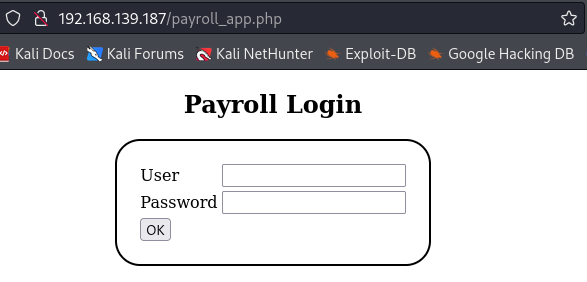 192.168.139.187/payroll_app.php
Kali Docs Kali Forums Kali NetHunter Exploit-DB Google Hacking DB
Payroll Login
User
Password
OK